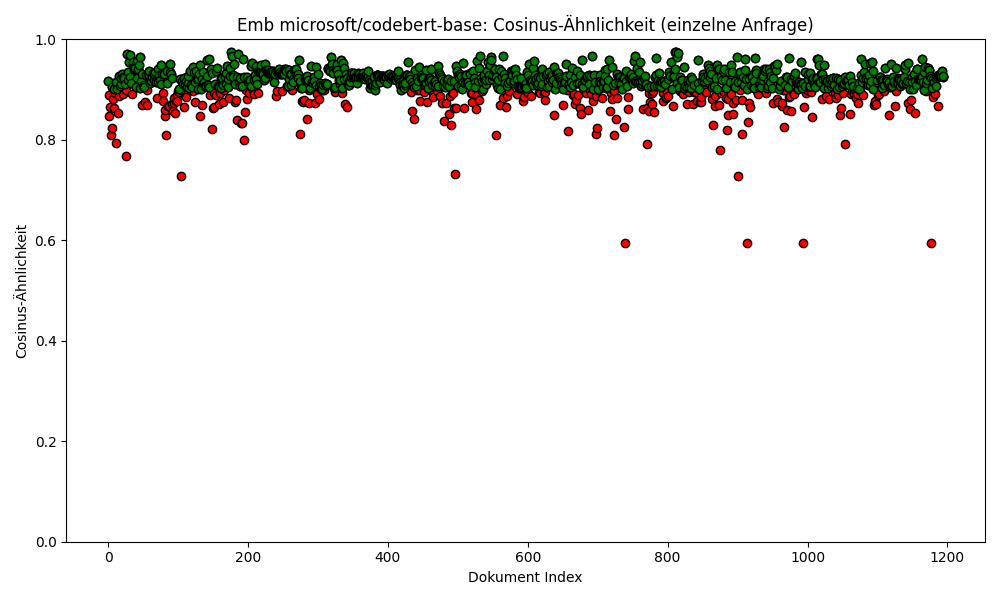 Emb microsoft/codebert-base: Cosinus-Ähnlichkeit (einzelne Anfrage)
1.0
0.8
0.6
0.4
0.2
0.0
Cosinus-Ähnlichkeit
0 200 400 600 800 1000 1200
Dokument Index